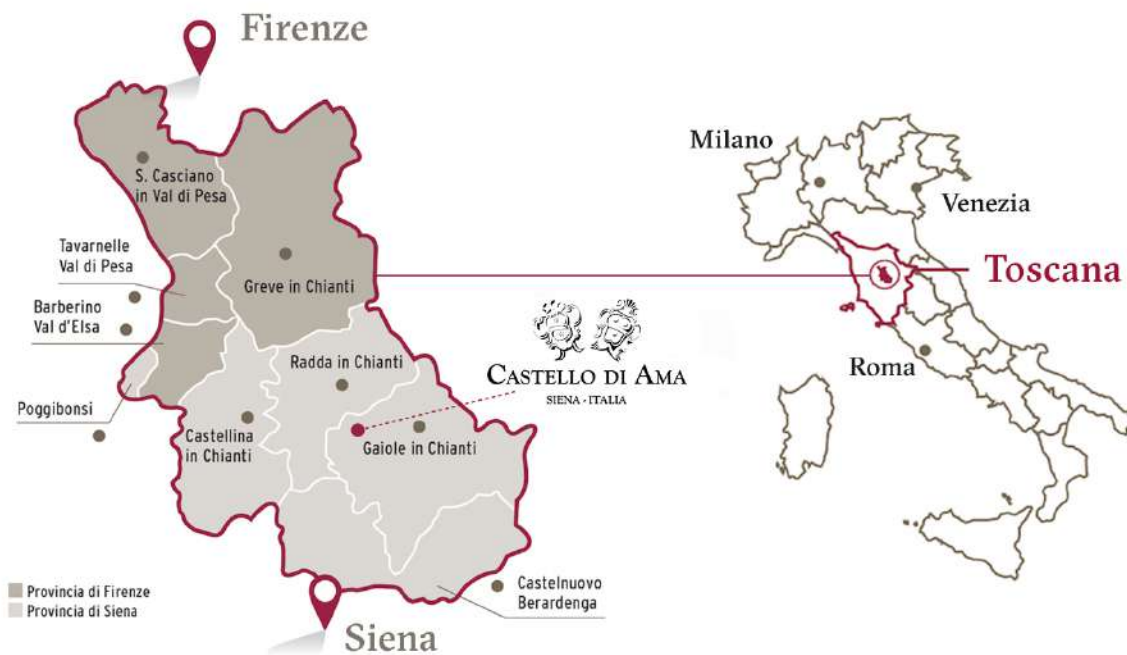 Firenze
S. Casciano
in Val di Pesa
Tavarnelle
Val di Pesa
Greve in Chianti
Barberino
Val d'Elsa
Radda in Chianti
Poggibonsi
Castellina
in Chianti
Gaiole in Chianti
CASTELLO DI AMA
SIENA - ITALIA
Castelnuovo
Berardenga
Provincia di Firenze
Provincia di Siena
Siena
Milano
Venezia
Toscana
Roma